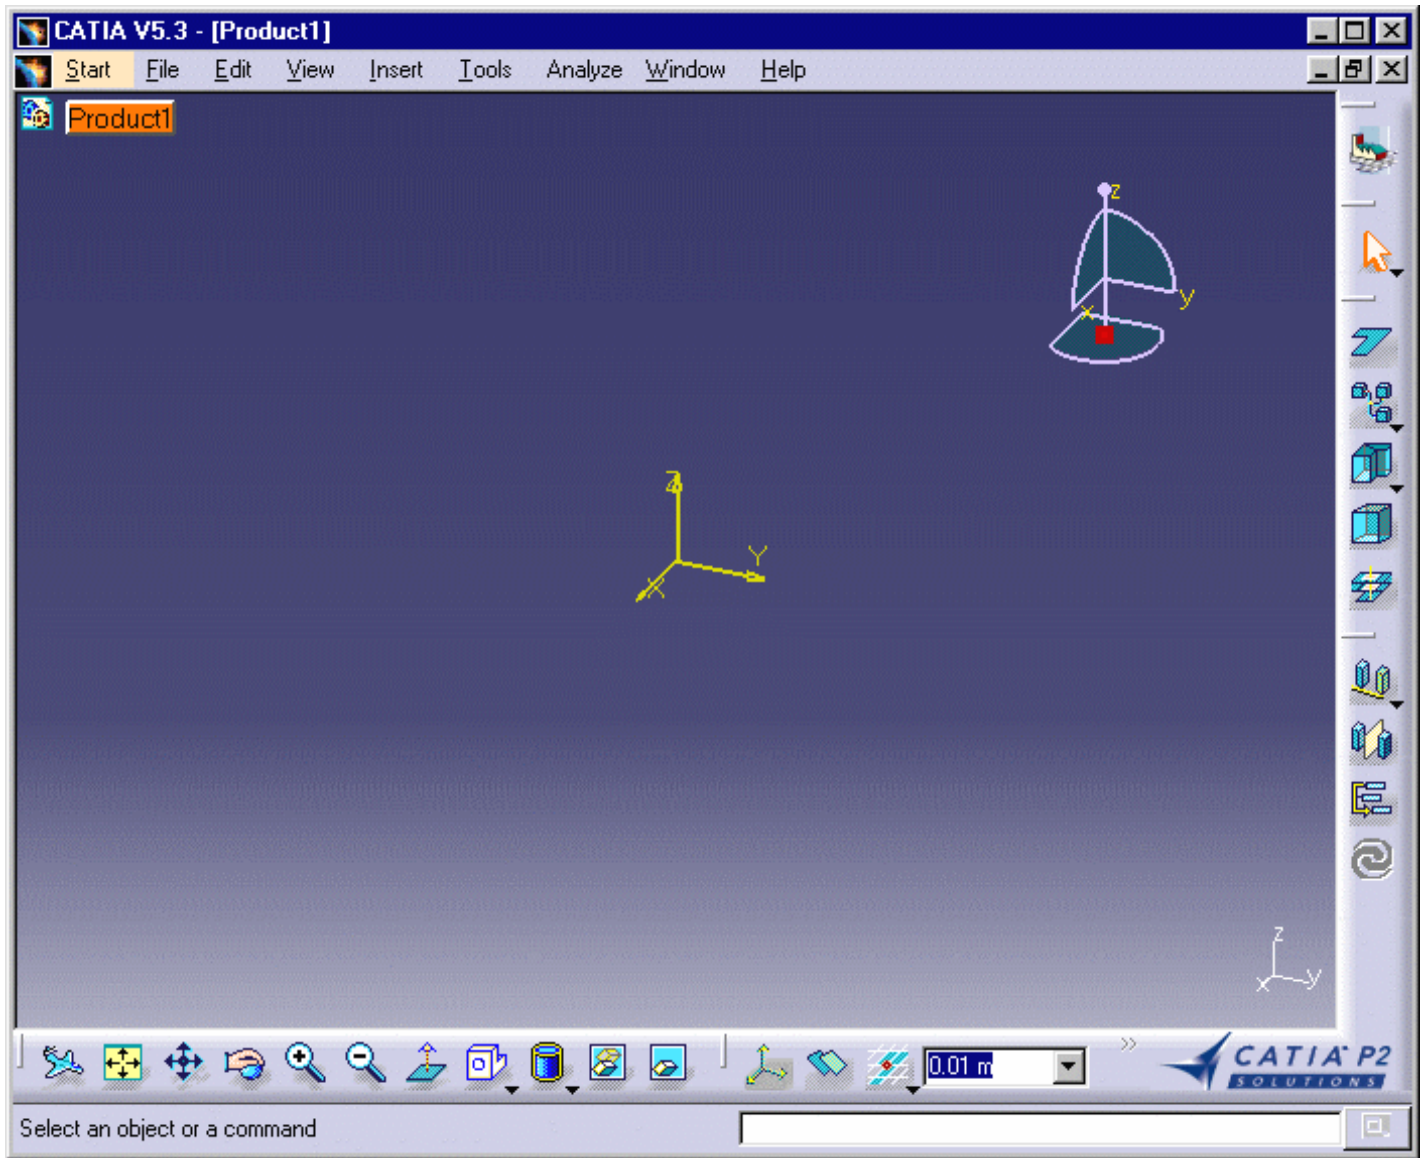 CATIA V5.3 - [Product1]
Start File Edit View Insert Tools Analyze Window Help
Product1
z
y
x
Z
Y
X
z
x y
0.01 m
CATIA P2
SOLUTIONS
Select an object or a command